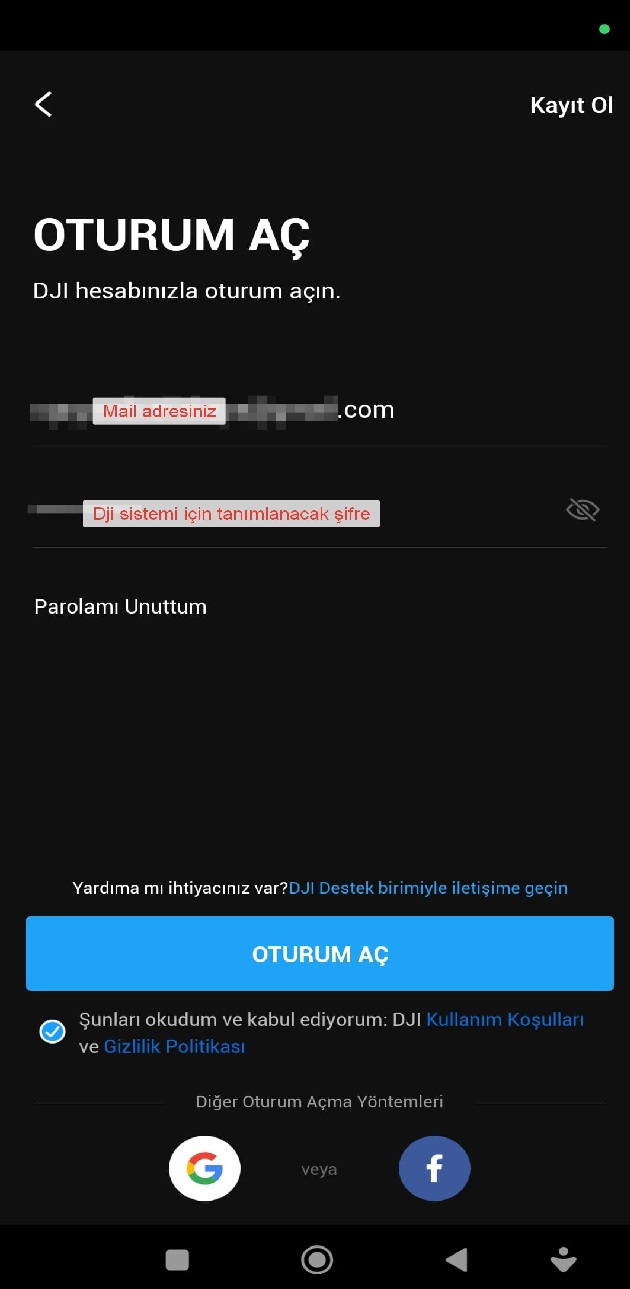 Kayıt Ol
OTURUM AÇ
DJI hesabınızla oturum açın.
Mail adresiniz .com
Dji sistemi için tanımlanacak şifre
Parolamı Unuttum
Yardıma mı ihtiyacınız var?DJI Destek birimiyle iletişime geçin
OTURUM AÇ
Şunları okudum ve kabul ediyorum: DJI Kullanım Koşulları
ve Gizlilik Politikası
Diğer Oturum Açma Yöntemleri
veya